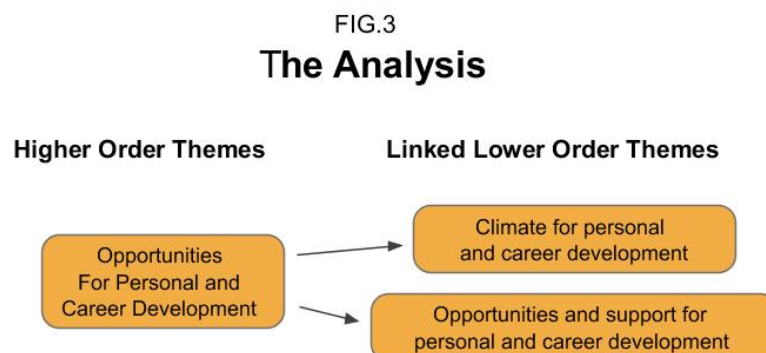 FIG.3
The Analysis
Higher Order Themes
Linked Lower Order Themes
Opportunities
For Personal and
Career Development
Climate for personal
and career development
Opportunities and support for
personal and career development